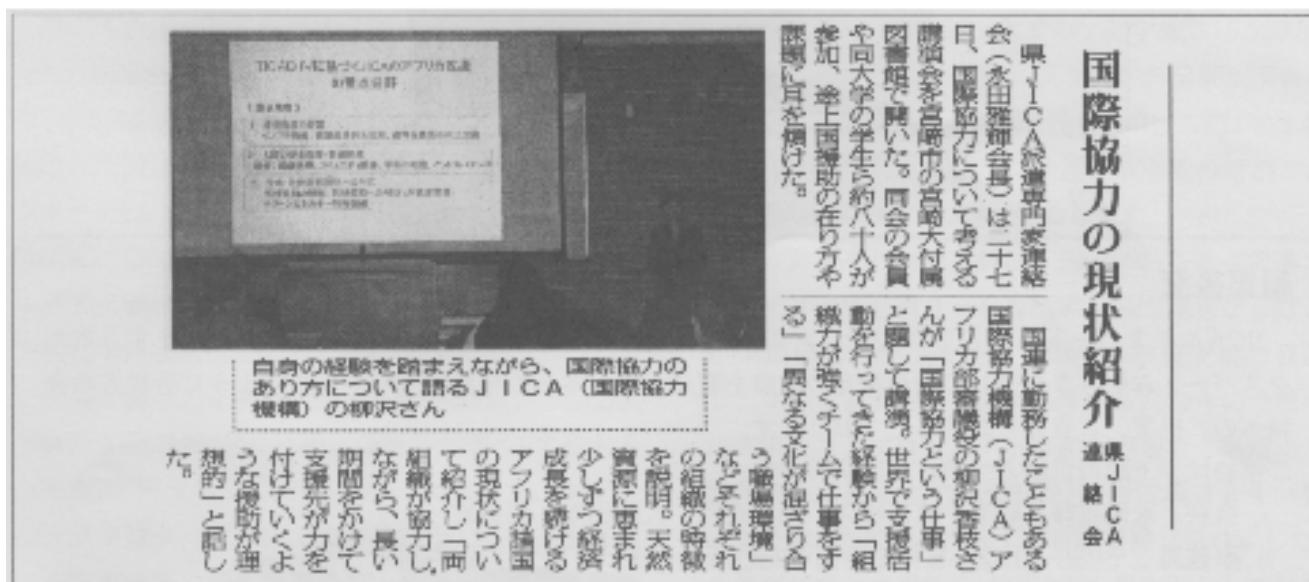 国際協力の現状紹介
県JICA
連絡会
県JICA派遣専門家連絡
会（永田雅輝会長）は二十七
日、国際協力について考える
講演会を宮崎市の宮崎大付属
図書館で開いた。同会の会員
や同大学の学生ら約八十人が
参加、途上国援助の在り方や
課題に耳を傾けた。
国連に勤務したこともある
国際協力機構（JICA）ア
フリカ部審議役の柳沢香枝さ
んが「国際協力という仕事」
と題して講演。世界で支援活
動を行ってきた経験から「組
織力が強くチームで仕事をす
る」「異なる文化が混ざり合
う職場環境」
などそれぞれ
の組織の特徴
を説明。天然
資源に恵まれ
少しずつ経済
成長を続ける
アフリカ諸国
の現状につい
て紹介し「両
組織が協力し
ながら、長い
期間をかけて
支援先が力を
付けていくよ
うな援助が理
想的」と話し
た。
自身の経験を踏まえながら、国際協力の
あり方について語るJICA（国際協力
機構）の柳沢さん